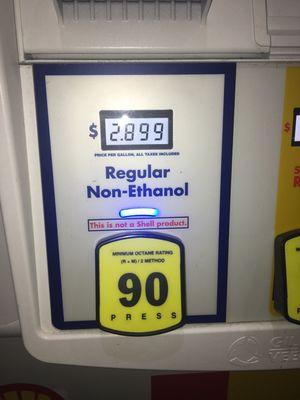 $ 2.899
PRICE PER GALLON, ALL TAXES INCLUDED
Regular
Non-Ethanol
This is not a Shell product.
MINIMUM OCTANE RATING
(R + M) / 2 METHOD
90
PRESS
$